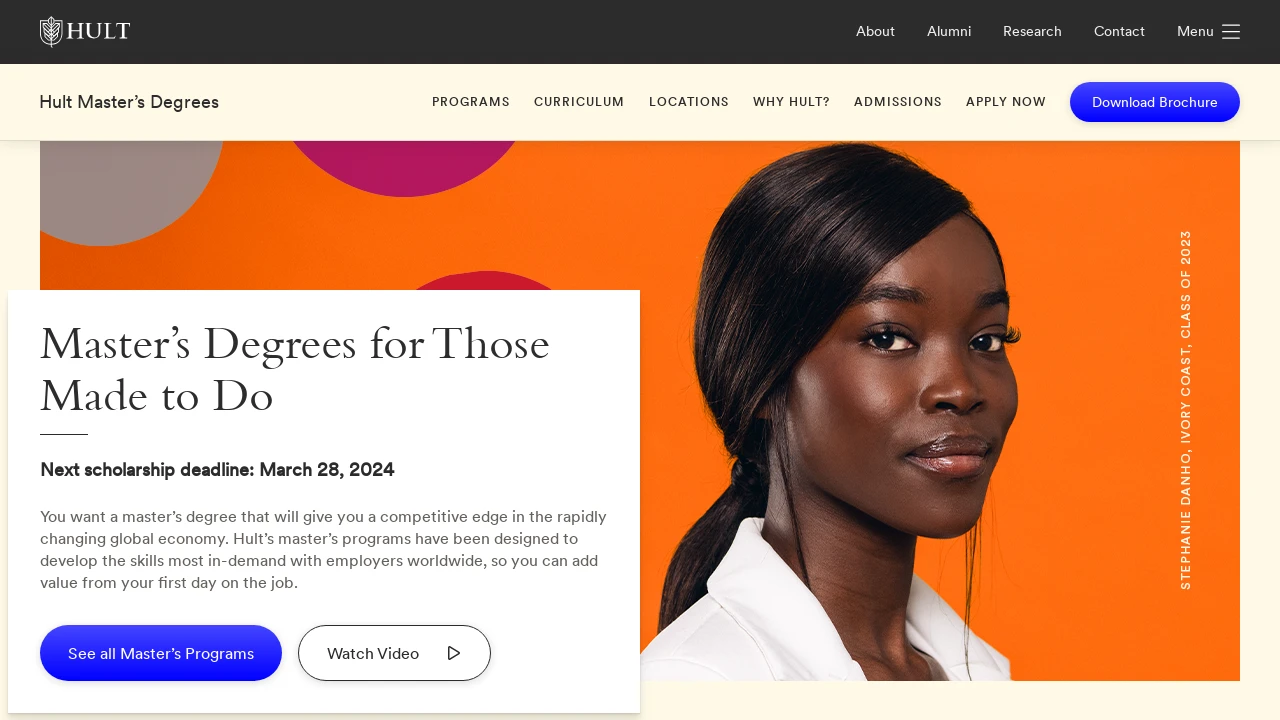 HULT
About
Alumni
Research
Contact
Menu
Hult Master’s Degrees
PROGRAMS
CURRICULUM
LOCATIONS
WHY HULT?
ADMISSIONS
APPLY NOW
Download Brochure
Master’s Degrees for Those
Made to Do
Next scholarship deadline: March 28, 2024
You want a master’s degree that will give you a competitive edge in the rapidly
changing global economy. Hult’s master’s programs have been designed to
develop the skills most in-demand with employers worldwide, so you can add
value from your first day on the job.
See all Master’s Programs
Watch Video
STEPHANIE DANHO, IVORY COAST, CLASS OF 2023